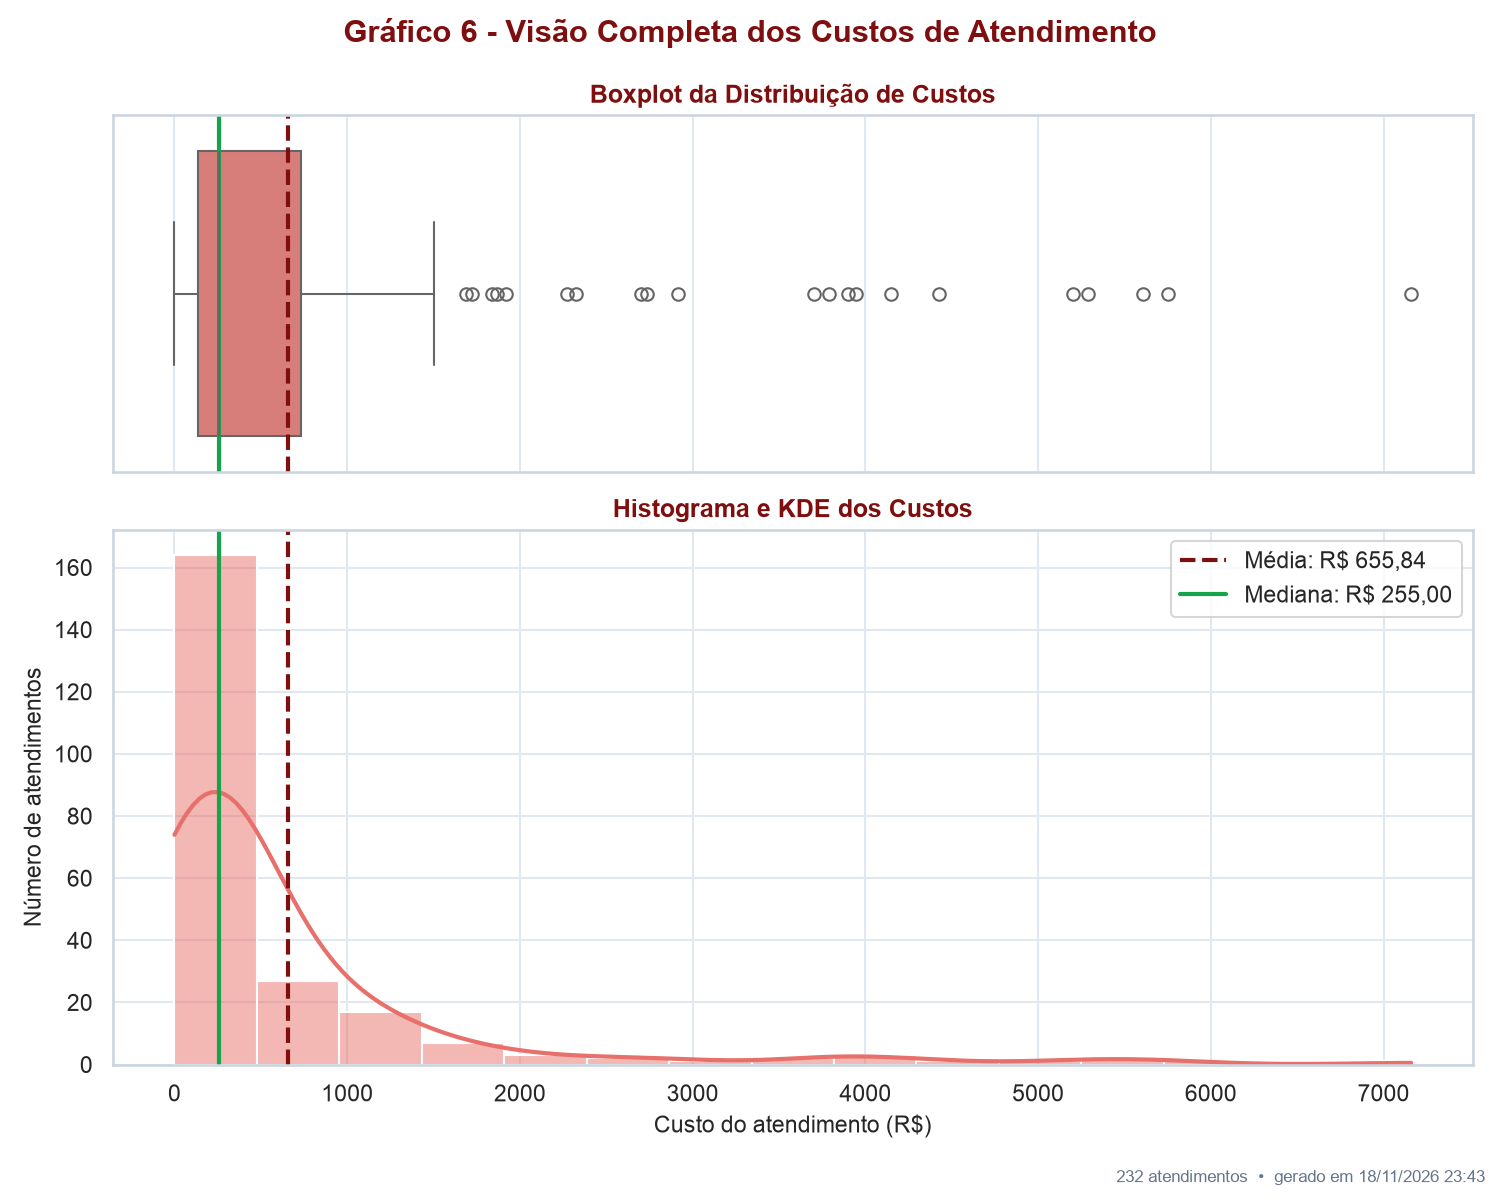 Gráfico 6 - Visão Completa dos Custos de Atendimento
Boxplot da Distribuição de Custos
Histograma e KDE dos Custos
Média: R$ 655,84
Mediana: R$ 255,00
Número de atendimentos
160
140
120
100
80
60
40
20
0
0 1000 2000 3000 4000 5000 6000 7000
Custo do atendimento (R$)
232 atendimentos • gerado em 18/11/2026 23:43